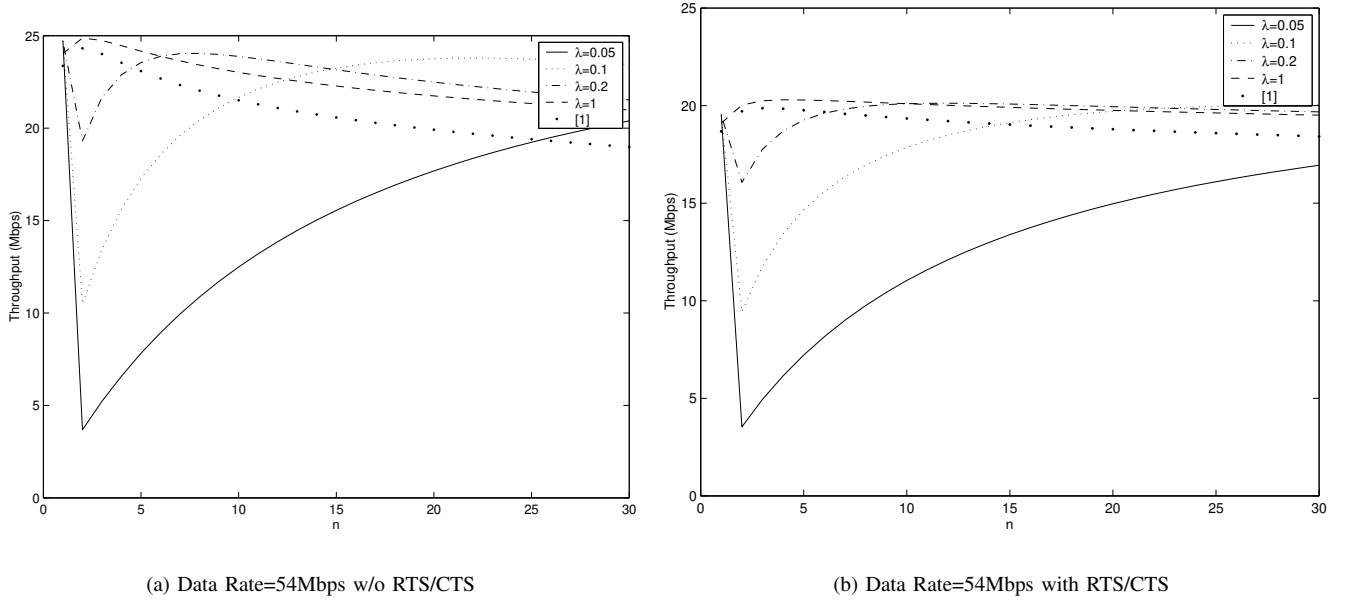 25
20
15
10
5
0
Throughput (Mbps)
0 5 10 15 20 25 30
n
λ=0.05
λ=0.1
λ=0.2
λ=1
[1]
(a) Data Rate=54Mbps w/o RTS/CTS
25
20
15
10
5
0
Throughput (Mbps)
0 5 10 15 20 25 30
n
λ=0.05
λ=0.1
λ=0.2
λ=1
[1]
(b) Data Rate=54Mbps with RTS/CTS